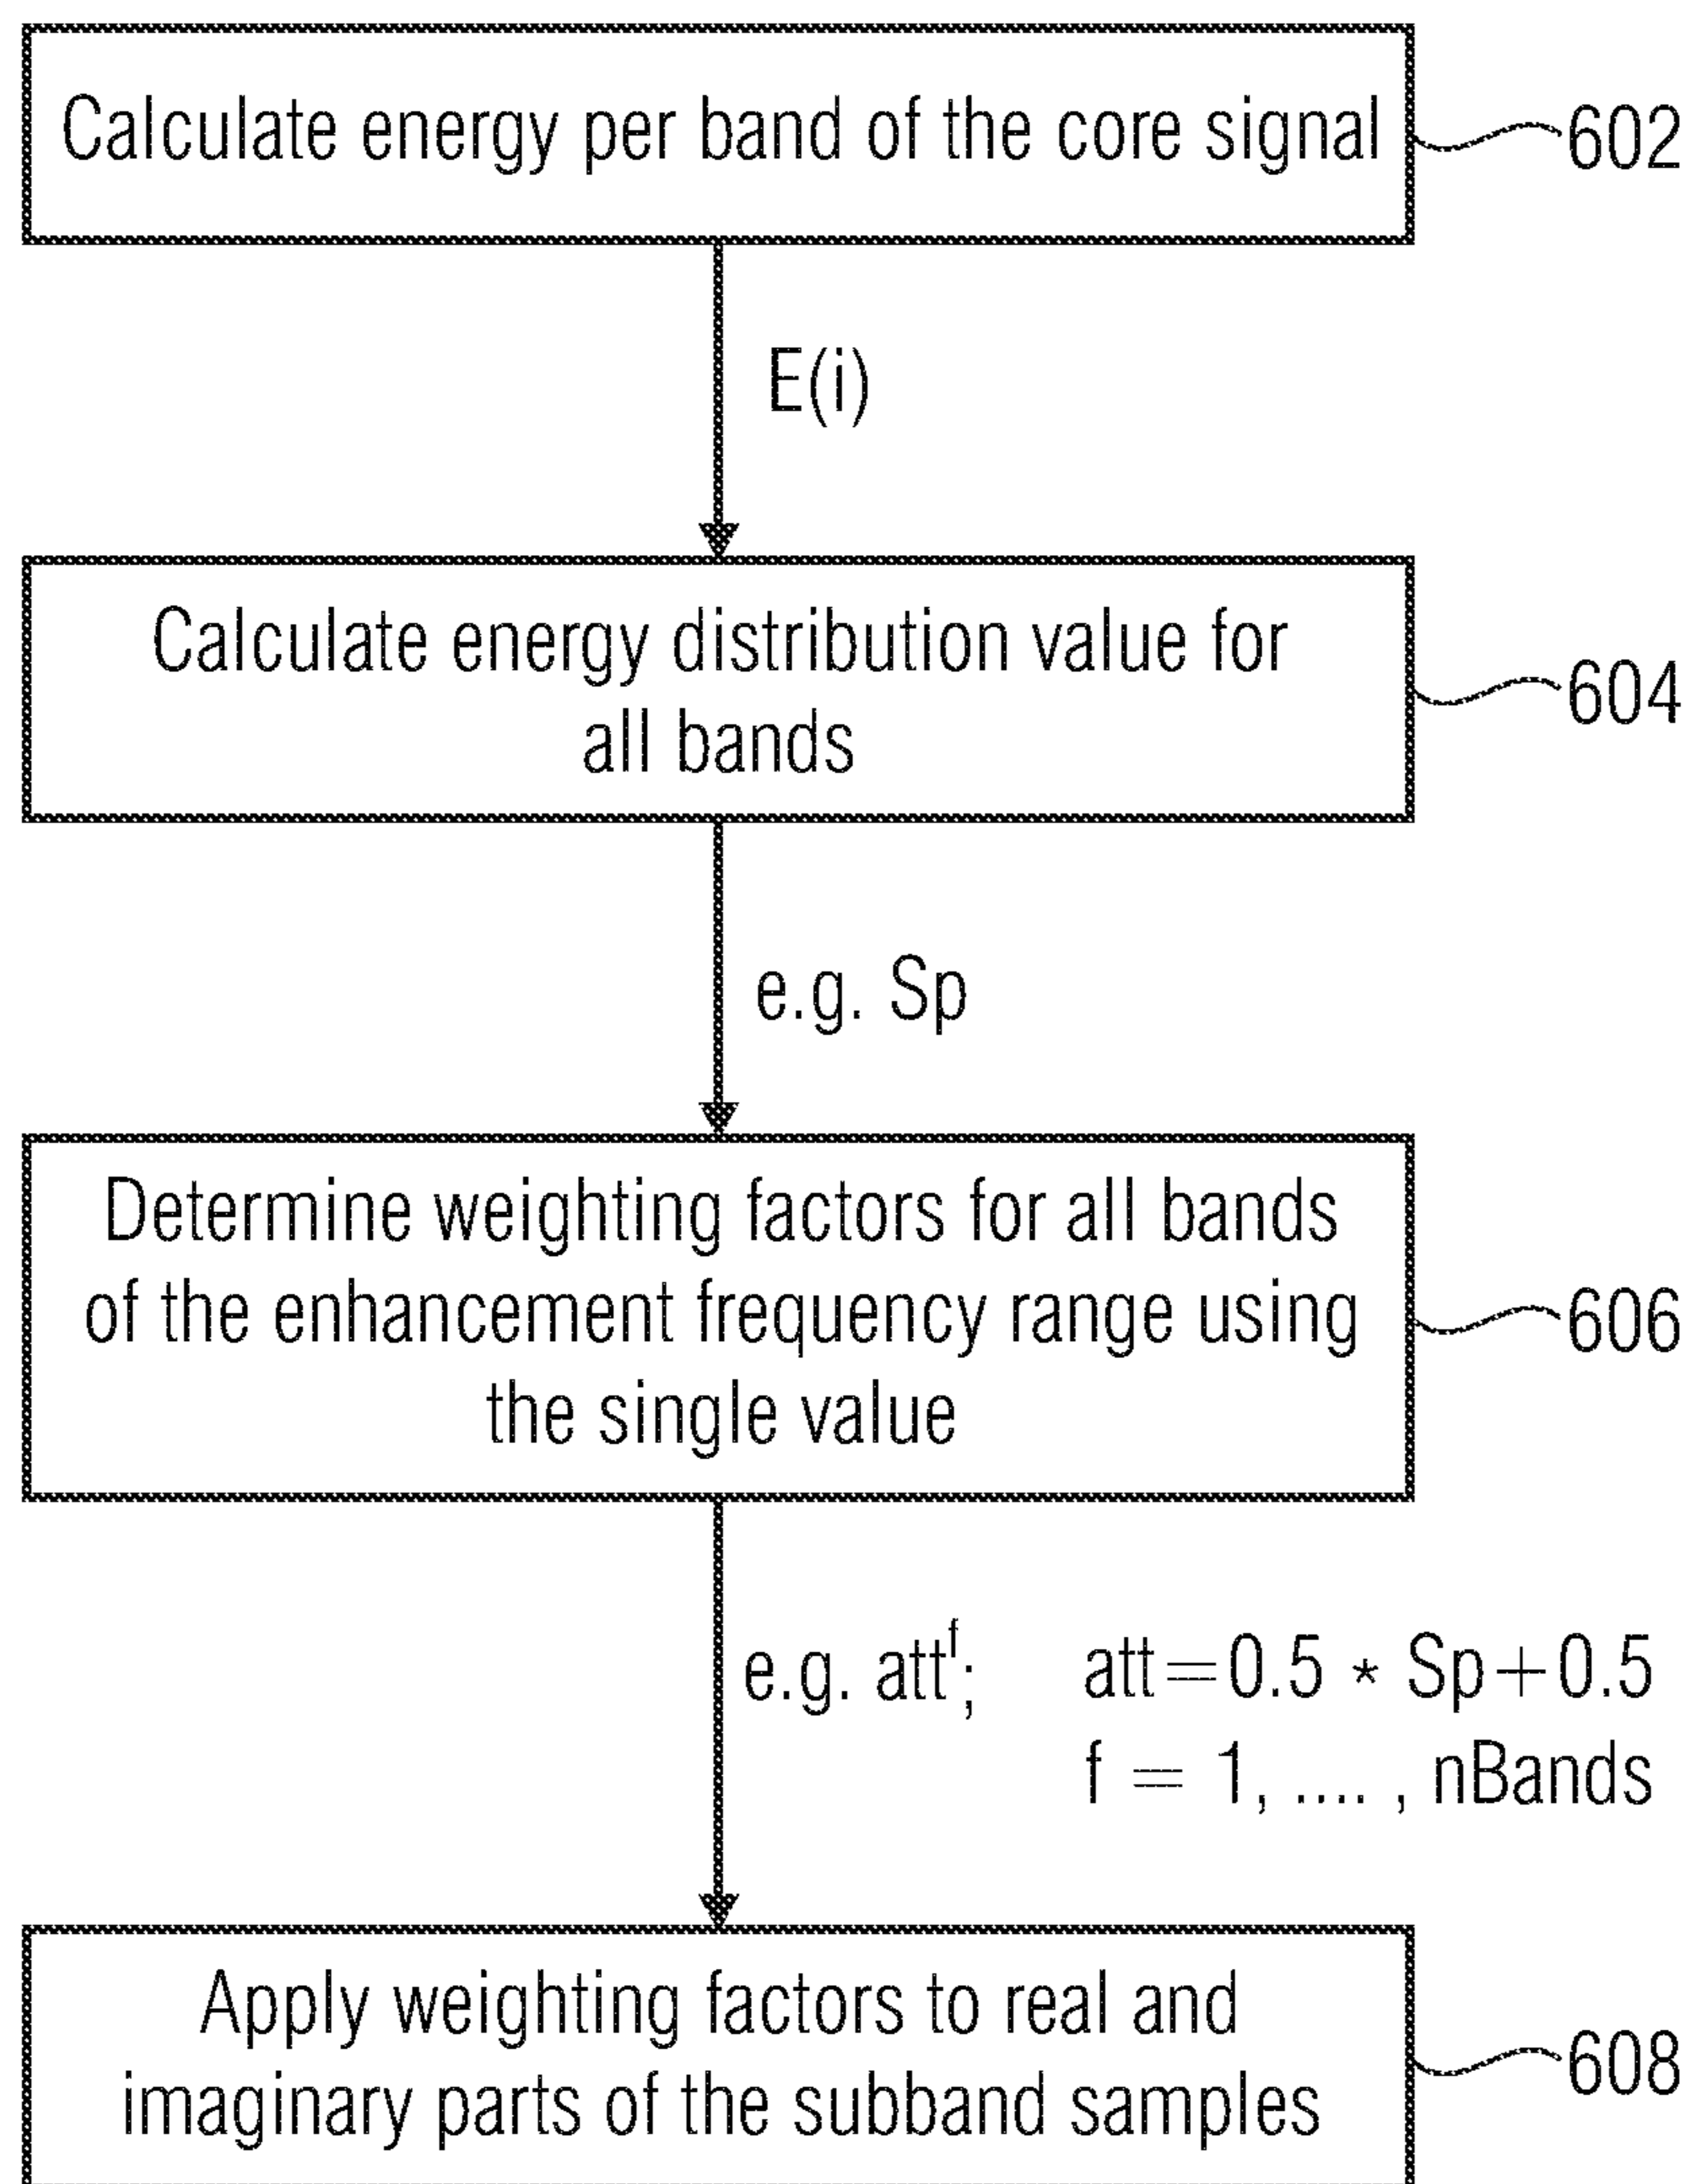 Calculate energy per band of the core signal
602
E(i)
Calculate energy distribution value for
all bands
604
e.g. Sp
Determine weighting factors for all bands
of the enhancement frequency range using
the single value
606
e.g. att^f; att=0.5 * Sp+0.5
f = 1, .... , nBands
Apply weighting factors to real and
imaginary parts of the subband samples
608